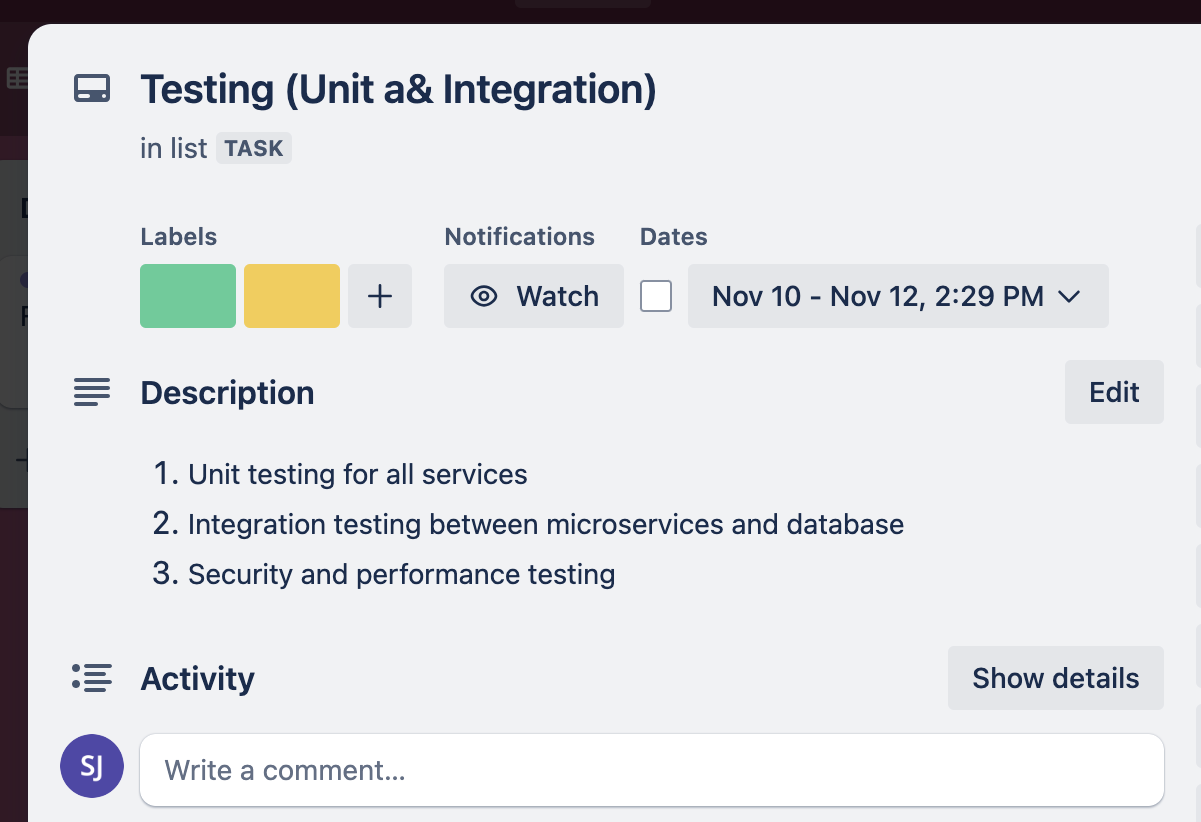 Testing (Unit a& Integration)
in list TASK
Labels Notifications Dates
Watch Nov 10 - Nov 12, 2:29 PM
Description Edit
1. Unit testing for all services
2. Integration testing between microservices and database
3. Security and performance testing
Activity Show details
SJ Write a comment...